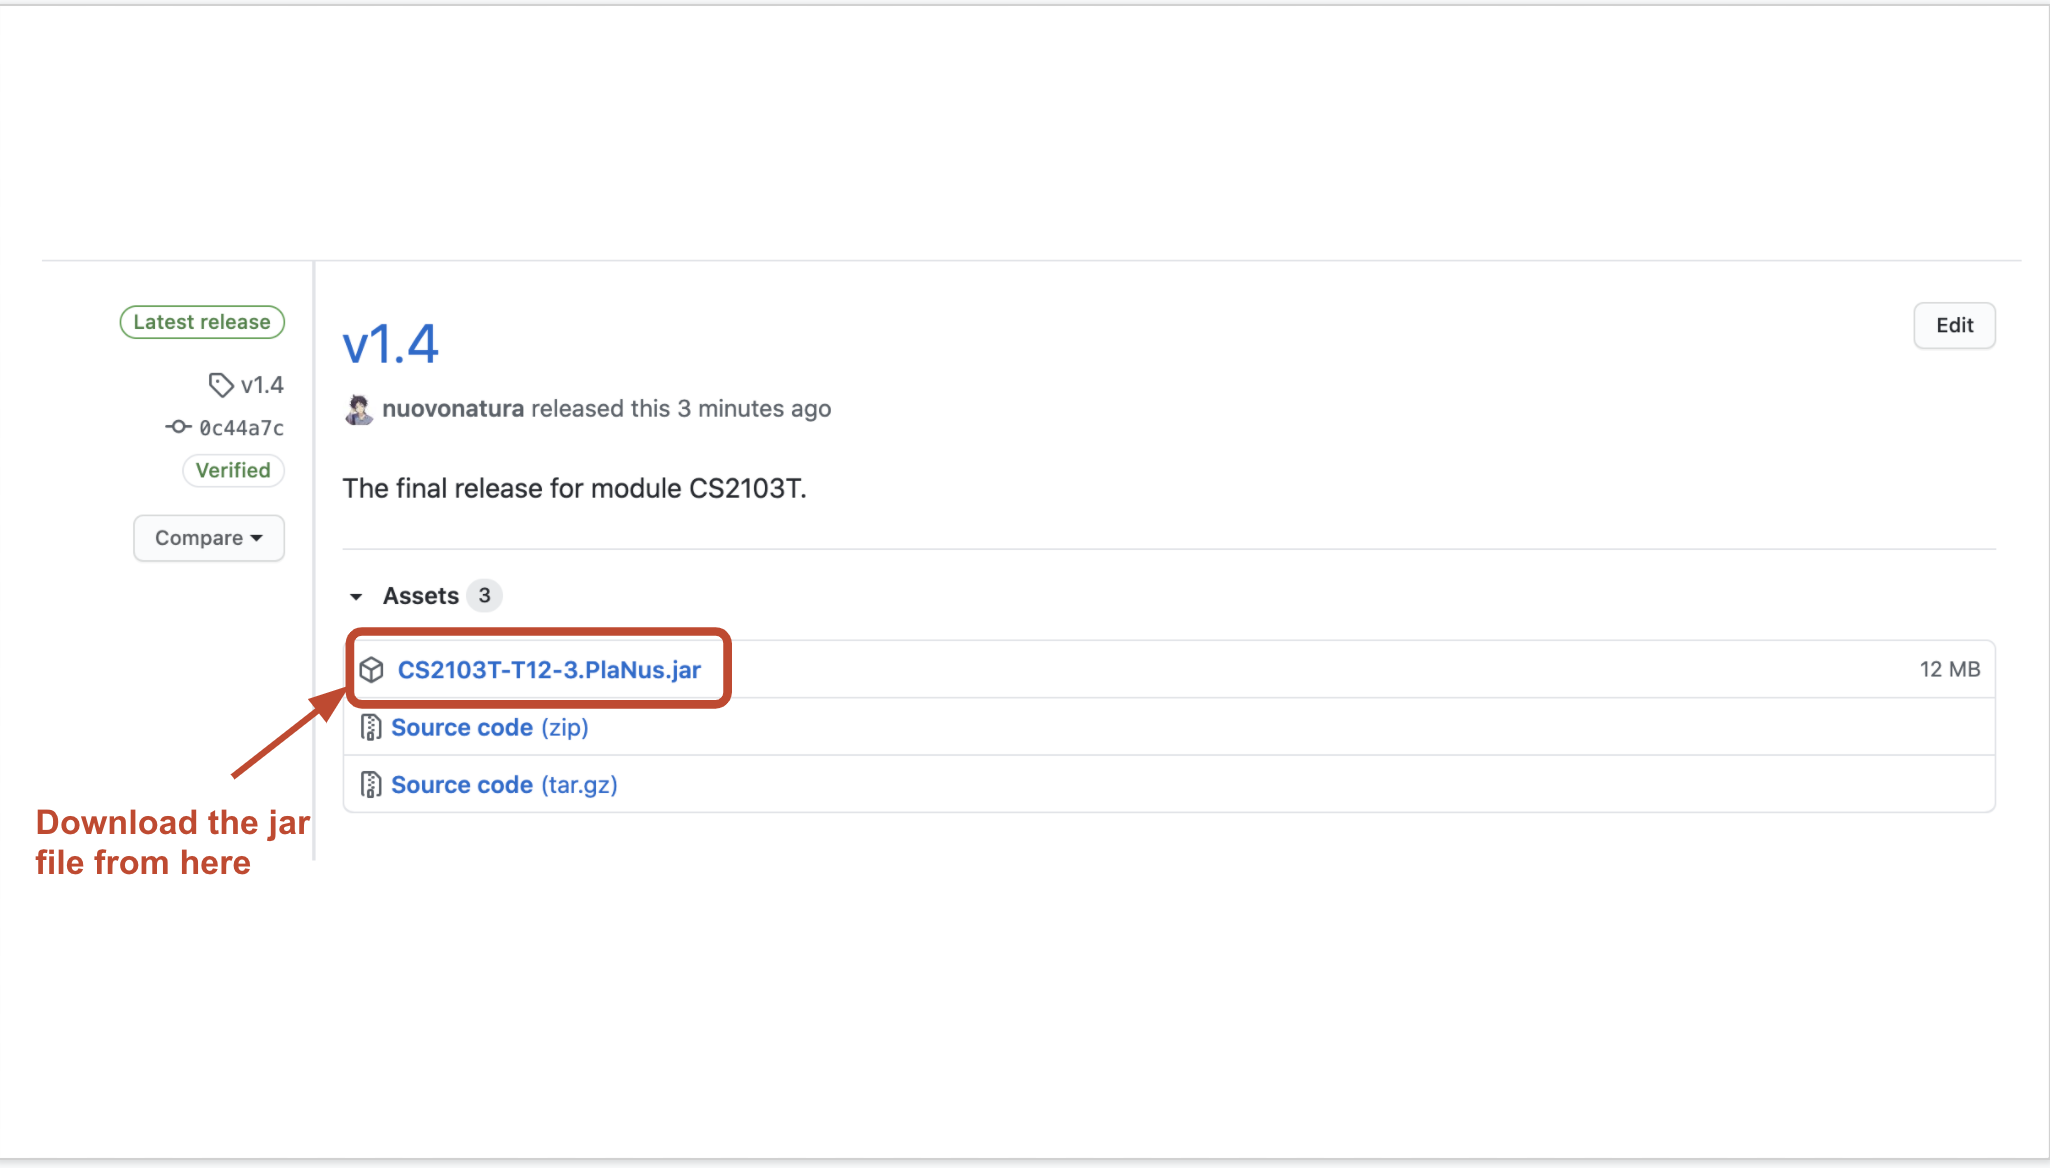 Latest release
v1.4
0c44a7c
Verified
Compare
v1.4
Edit
nuovonatura released this 3 minutes ago
The final release for module CS2103T.
Assets 3
CS2103T-T12-3.PlaNus.jar 12 MB
Source code (zip)
Source code (tar.gz)
Download the jar
file from here